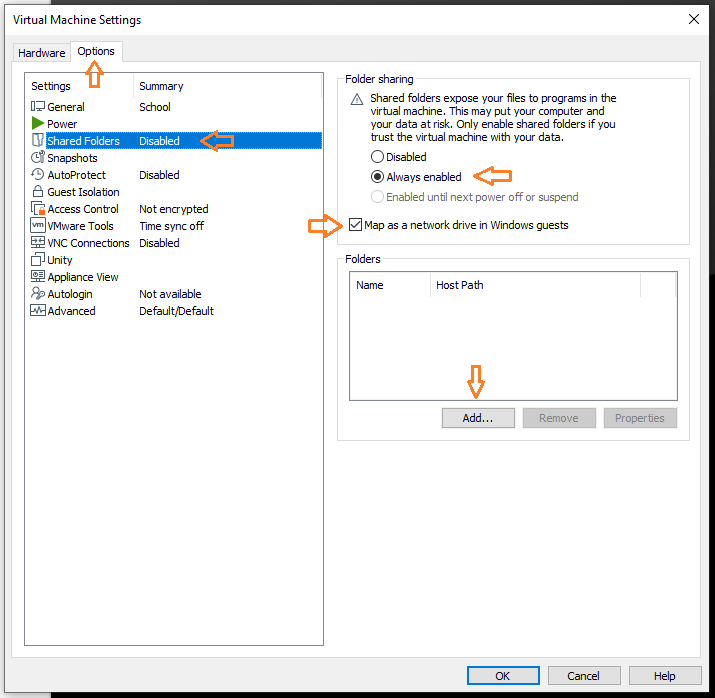 Virtual Machine Settings
Hardware
Options
Settings Summary
General School
Power
Shared Folders Disabled
Snapshots
AutoProtect Disabled
Guest Isolation
Access Control Not encrypted
vm VMware Tools Time sync off
VNC Connections Disabled
Unity
Appliance View
Autologin Not available
Advanced Default/Default
Folder sharing
Shared folders expose your files to programs in the
virtual machine. This may put your computer and
your data at risk. Only enable shared folders if you
trust the virtual machine with your data.
Disabled
Always enabled
Enabled until next power off or suspend
Map as a network drive in Windows guests
Folders
Name Host Path
Add... Remove Properties
OK Cancel Help